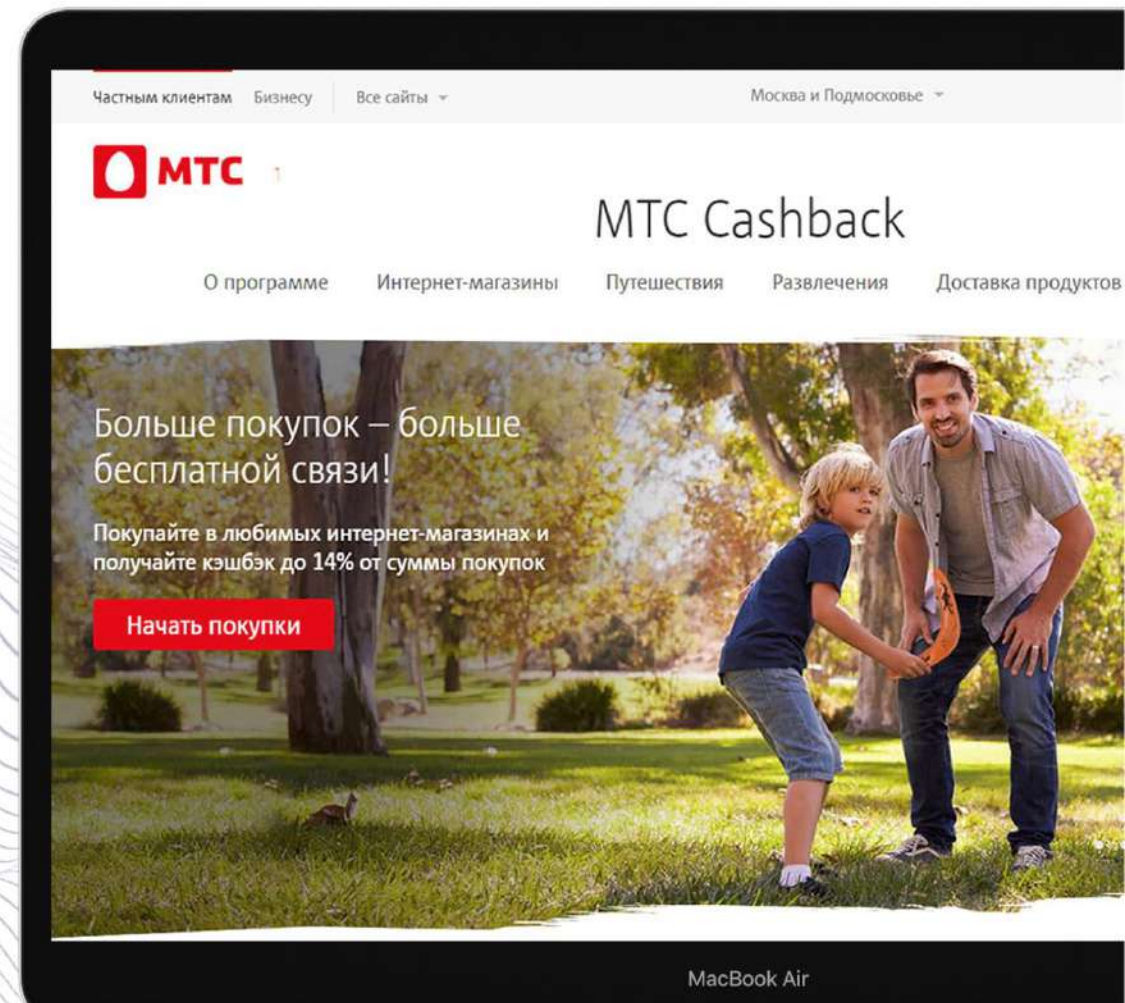 Частным клиентам Бизнесу Все сайты Москва и Подмосковье
МТС
МТС Cashback
О программе Интернет-магазины Путешествия Развлечения Доставка продуктов
Больше покупок – больше
бесплатной связи!
Покупайте в любимых интернет-магазинах и
получайте кэшбэк до 14% от суммы покупок
Начать покупки
MacBook Air